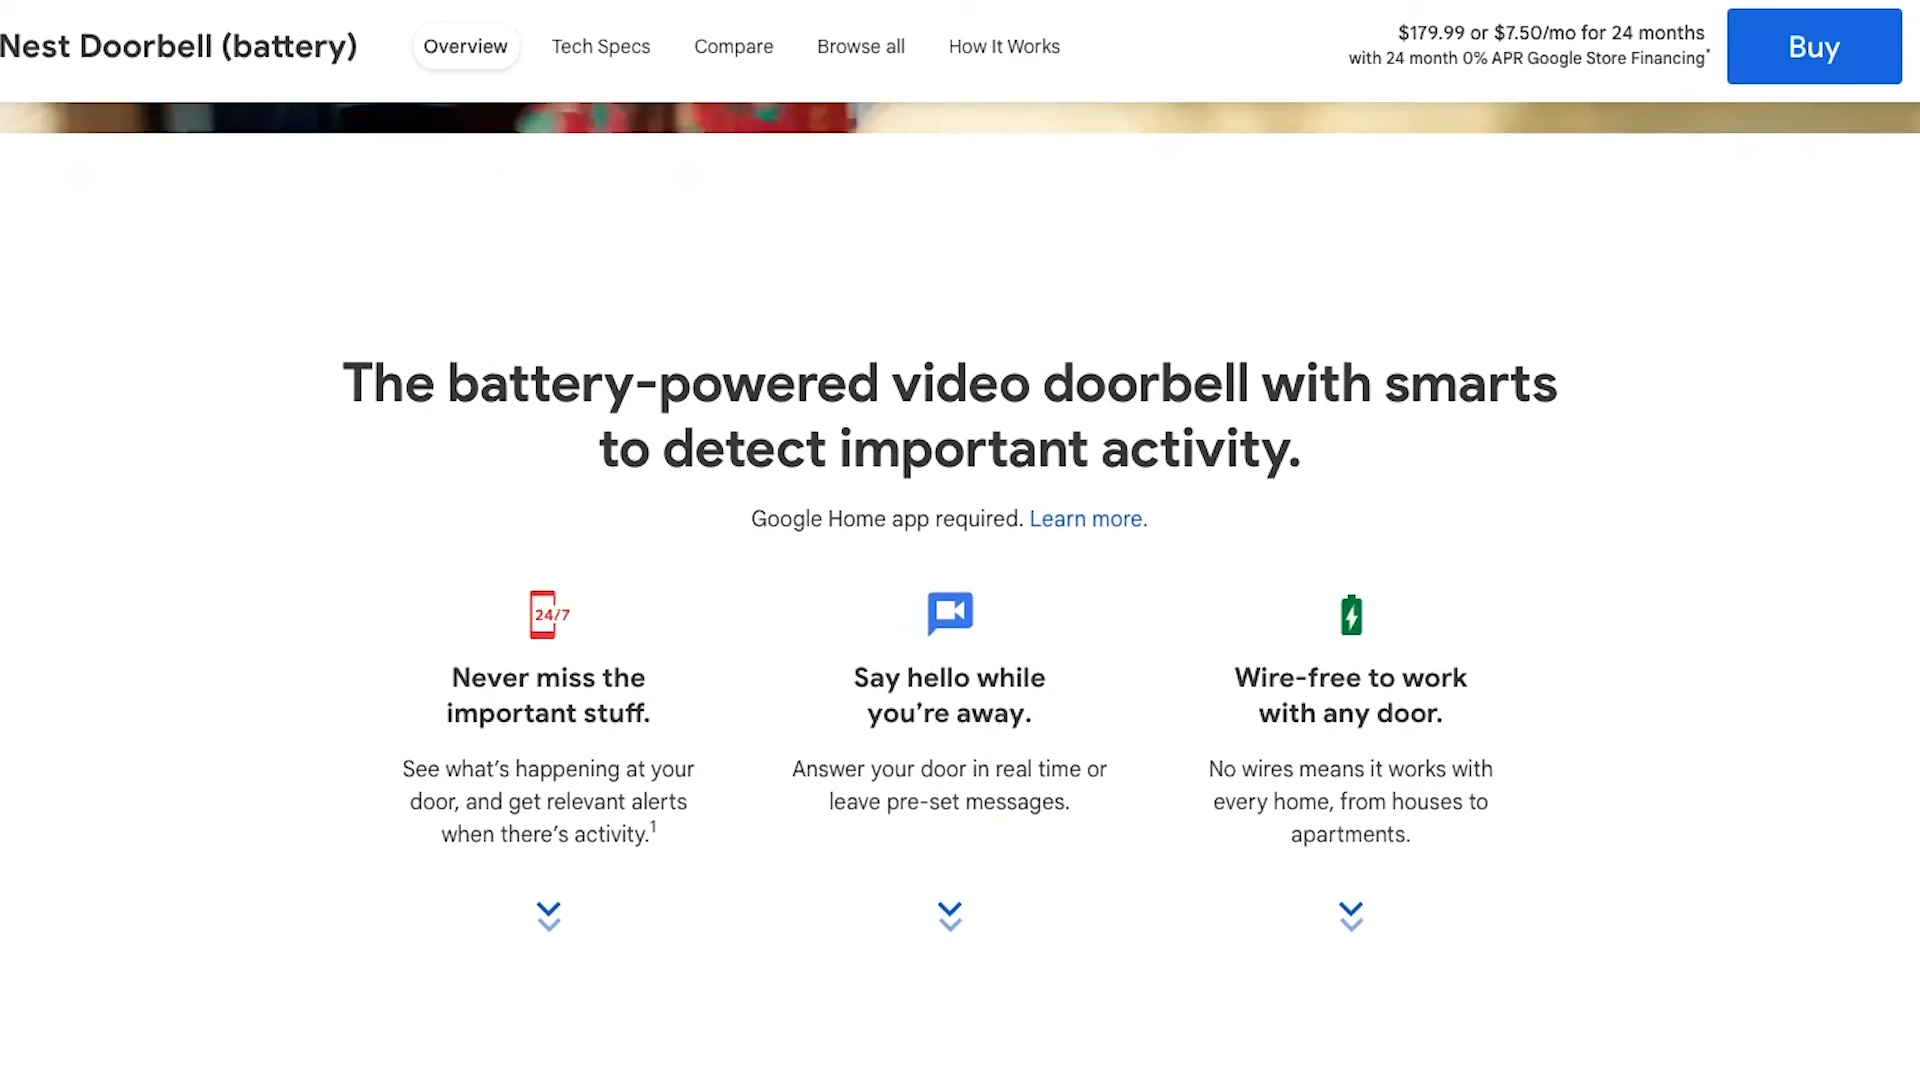 Nest Doorbell (battery)
Overview
Tech Specs
Compare
Browse all
How It Works
$179.99 or $7.50/mo for 24 months
with 24 month 0% APR Google Store Financing*
Buy
The battery-powered video doorbell with smarts
to detect important activity.
Google Home app required. Learn more.
24/7
Never miss the
important stuff.
See what’s happening at your
door, and get relevant alerts
when there’s activity.1
Say hello while
you’re away.
Answer your door in real time or
leave pre-set messages.
Wire-free to work
with any door.
No wires means it works with
every home, from houses to
apartments.